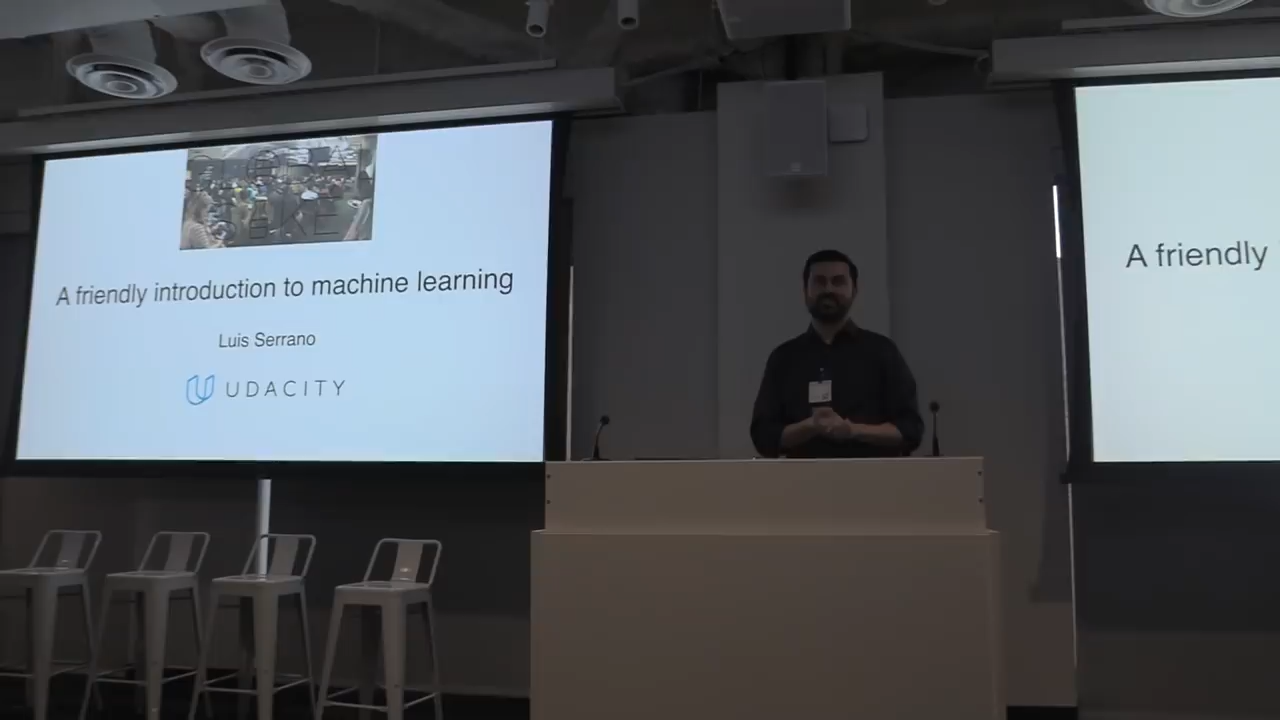 A friendly introduction to machine learning
Luis Serrano
UDACITY
A friendly